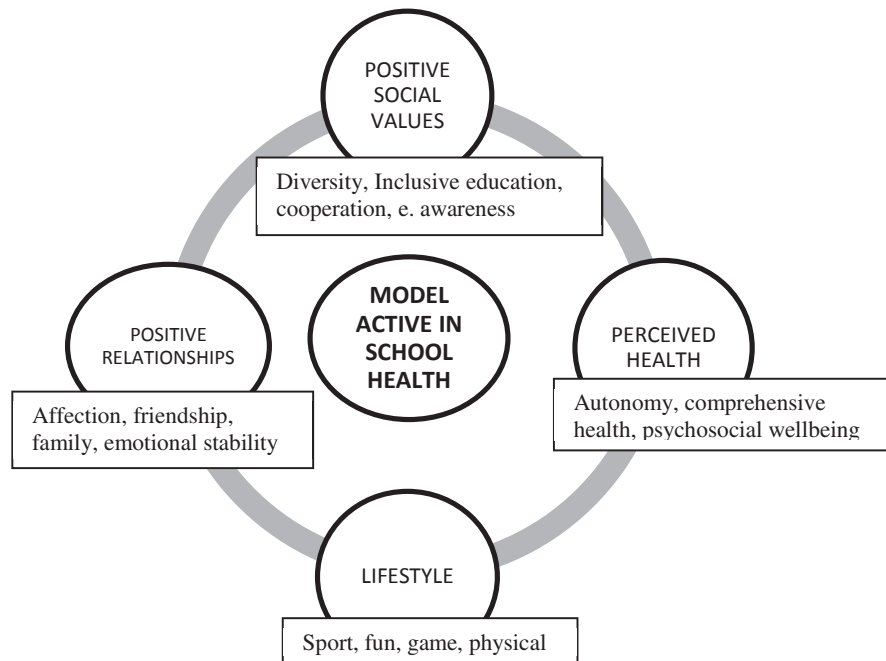 POSITIVE
SOCIAL
VALUES
Diversity, Inclusive education,
cooperation, e. awareness
POSITIVE
RELATIONSHIPS
Affection, friendship,
family, emotional stability
MODEL
ACTIVE IN
SCHOOL
HEALTH
PERCEIVED
HEALTH
Autonomy, comprehensive
health, psychosocial wellbeing
LIFESTYLE
Sport, fun, game, physical